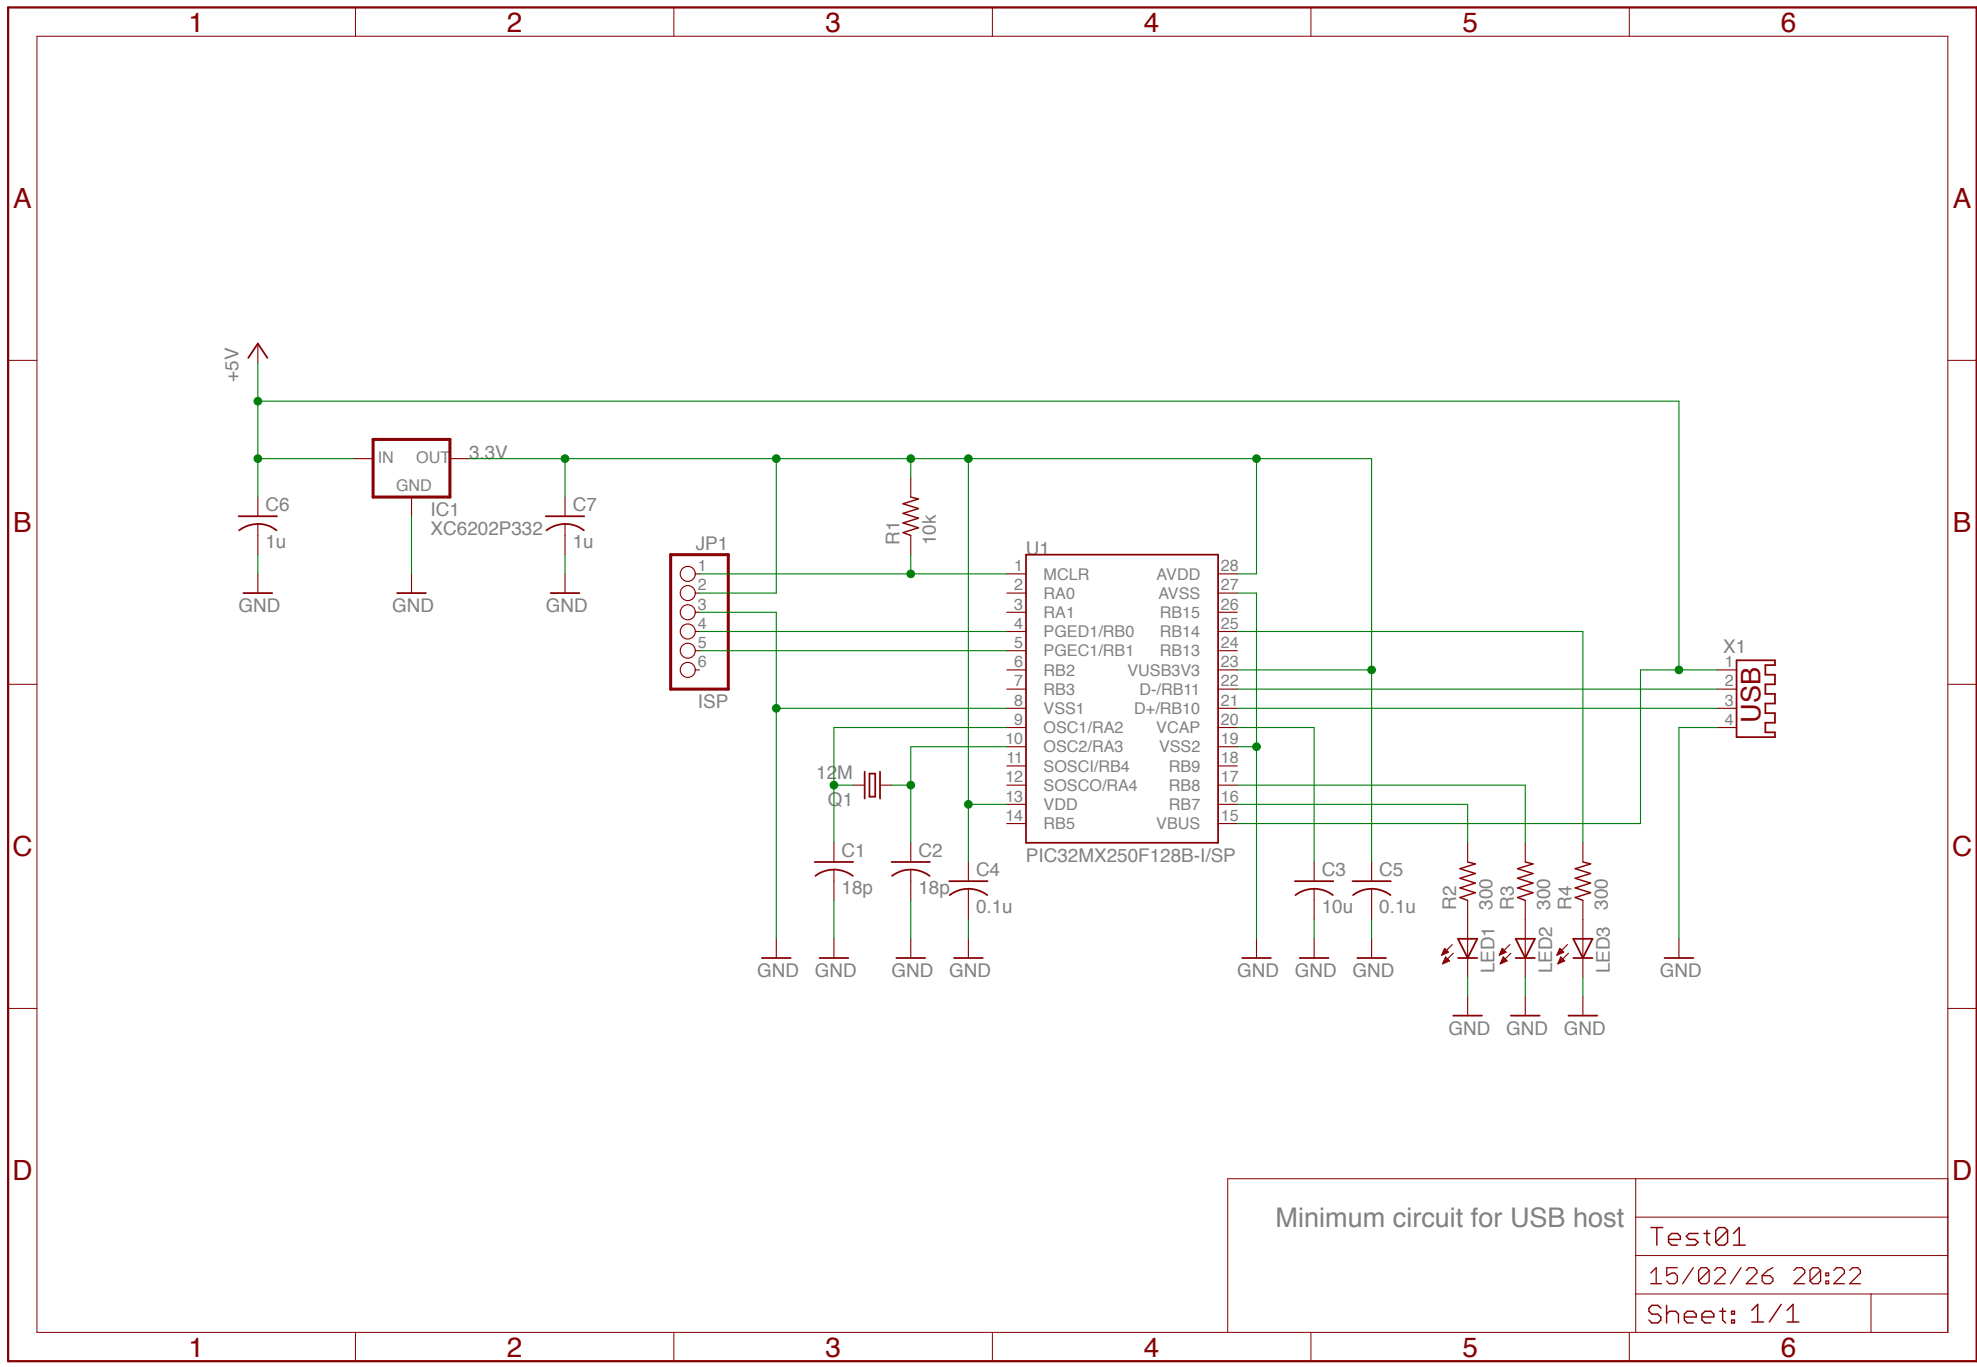 1 2 3 4 5 6
A A
+5V
3.3V
IN OUT
GND
IC1
XC6202P332
C6
1u
C7
1u
GND GND GND
B B
R1
10k
JP1
1
2
3
4
5
6
ISP
U1
1 MCLR AVDD 28
2 RA0 AVSS 27
3 RA1 RB15 26
4 PGED1/RB0 RB14 25
5 PGEC1/RB1 RB13 24
6 RB2 VUSB3V3 23
7 RB3 D-/RB11 22
8 VSS1 D+/RB10 21
9 OSC1/RA2 VCAP 20
10 OSC2/RA3 VSS2 19
11 SOSCI/RB4 RB9 18
12 SOSCO/RA4 RB8 17
13 VDD RB7 16
14 RB5 VBUS 15
PIC32MX250F128B-I/SP
X1
1
2
3
4
USB
12M
Q1
C C
C1
18p
C2
18p
C4
0.1u
C3
10u
C5
0.1u
R2
300
R3
300
R4
300
LED1
LED2
LED3
GND GND GND GND GND GND GND GND
GND GND GND
D D
Minimum circuit for USB host
Test01
15/02/26 20:22
Sheet: 1/1
1 2 3 4 5 6